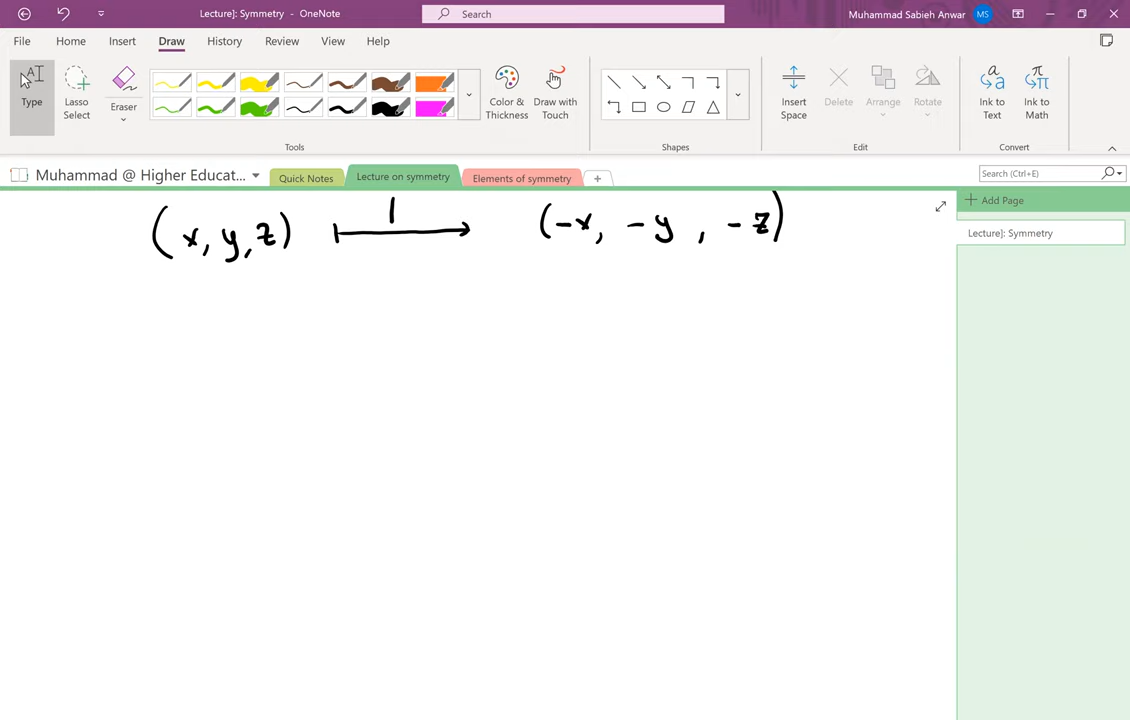 Lecture]: Symmetry - OneNote
Search
Muhammad Sabieh Anwar
MS
File Home Insert Draw History Review View Help
Type
Lasso Select
Eraser
Color & Thickness
Draw with Touch
Insert Space
Delete
Arrange
Rotate
Ink to Text
Ink to Math
Tools
Shapes
Edit
Convert
Muhammad @ Higher Educat...
Quick Notes
Lecture on symmetry
Elements of symmetry
Search (Ctrl+E)
Add Page
Lecture]: Symmetry
(x, y, z) ↦ (-x, -y, -z)